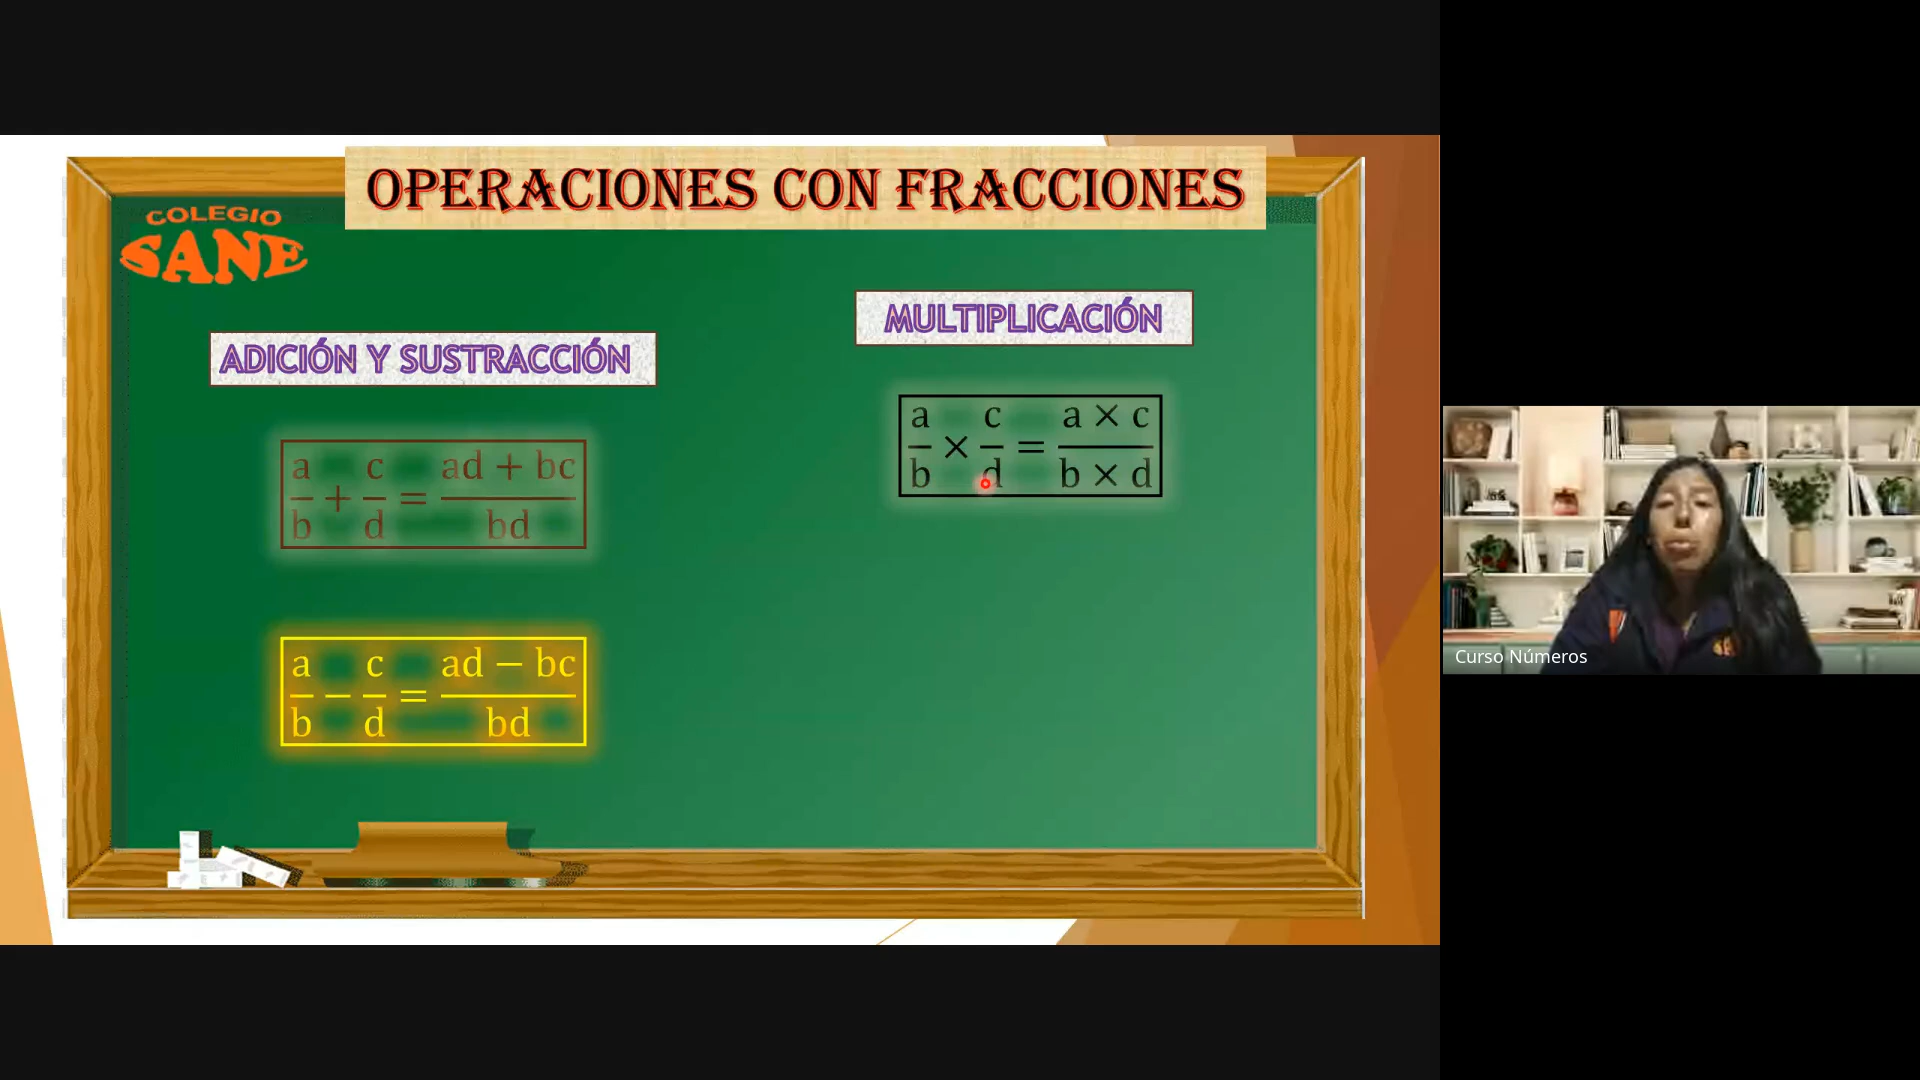 OPERACIONES CON FRACCIONES
COLEGIO
SANE
ADICIÓN Y SUSTRACCIÓN
a/b + c/d = (ad + bc)/bd
a/b − c/d = (ad − bc)/bd
MULTIPLICACIÓN
a/b × c/d = (a × c)/(b × d)
Curso Números